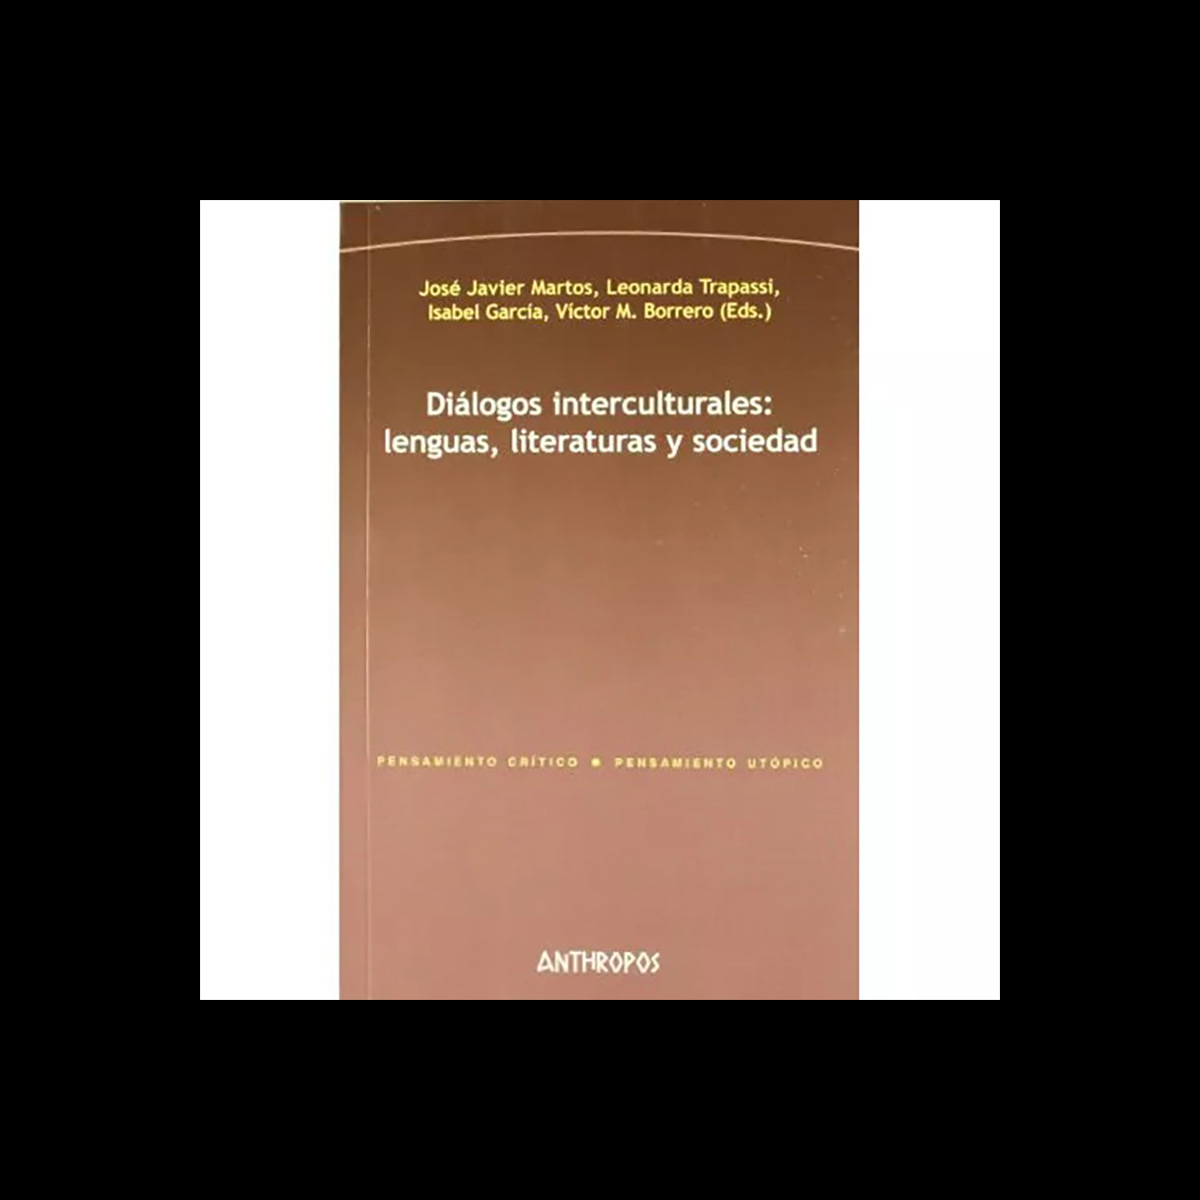 José Javier Martos, Leonarda Trapassi,
Isabel García, Víctor M. Borrero (Eds.)
Diálogos interculturales:
lenguas, literaturas y sociedad
PENSAMIENTO CRÍTICO ● PENSAMIENTO UTÓPICO
ANTHROPOS